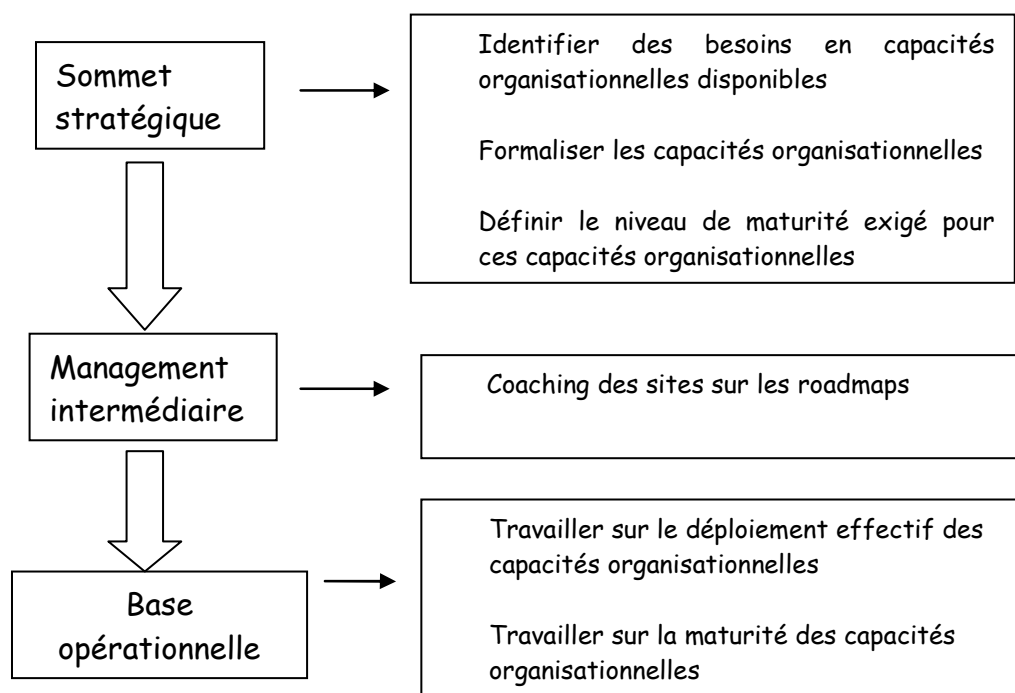 Sommet
stratégique
Identifier des besoins en capacités
organisationnelles disponibles
Formaliser les capacités organisationnelles
Définir le niveau de maturité exigé pour
ces capacités organisationnelles
Management
intermédiaire
Coaching des sites sur les roadmaps
Base
opérationnelle
Travailler sur le déploiement effectif des
capacités organisationnelles
Travailler sur la maturité des capacités
organisationnelles